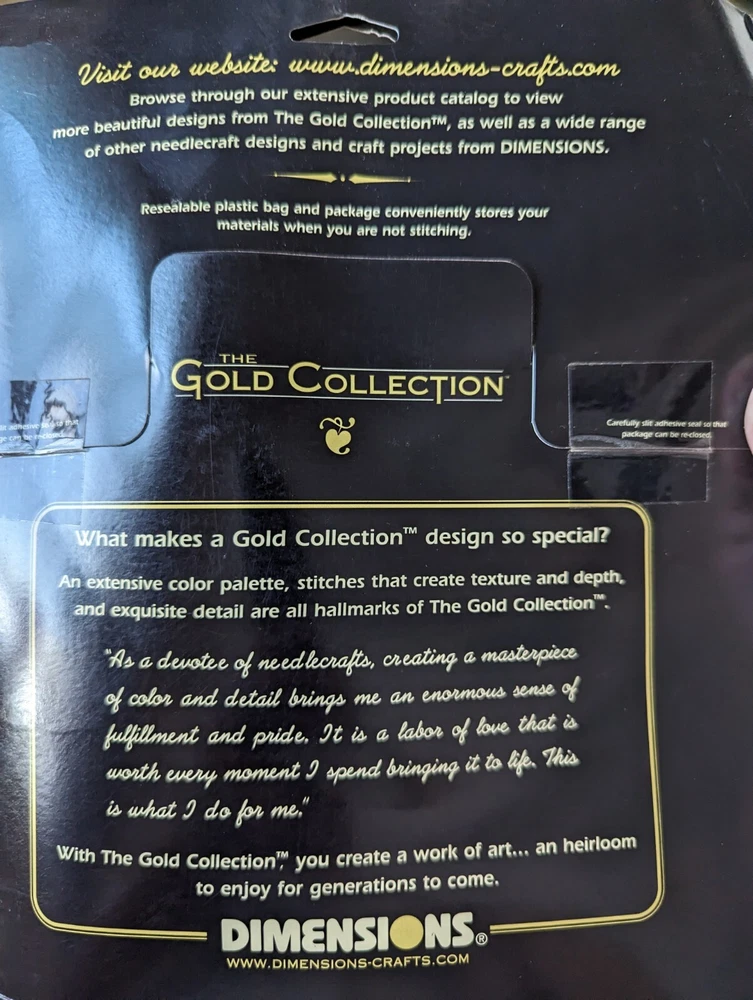 Visit our website: www.dimensions-crafts.com
Browse through our extensive product catalog to view
more beautiful designs from The Gold Collection™, as well as a wide range
of other needlecraft designs and craft projects from DIMENSIONS.
Resealable plastic bag and package conveniently stores your
materials when you are not stitching.
THE
GOLD COLLECTION™
Carefully slit adhesive seal so that
package can be re-closed.
What makes a Gold Collection™ design so special?
An extensive color palette, stitches that create texture and depth,
and exquisite detail are all hallmarks of The Gold Collection™.
"As a devotee of needlecrafts, creating a masterpiece
of color and detail brings me an enormous sense of
fulfillment and pride. It is a labor of love that is
worth every moment I spend bringing it to life. This
is what I do for me."
With The Gold Collection™, you create a work of art... an heirloom
to enjoy for generations to come.
DIMENSIONS®
WWW.DIMENSIONS-CRAFTS.COM